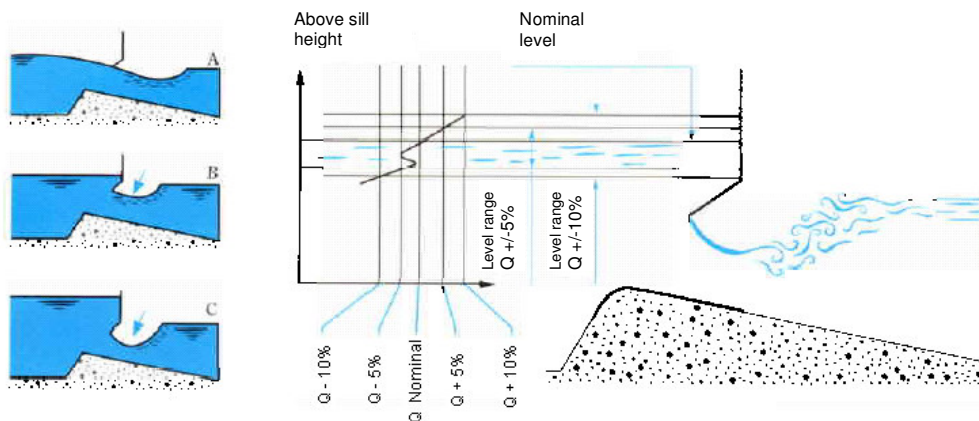 A
B
C
Above sill
height
Nominal
level
Level range
Q +/-5%
Level range
Q +/-10%
Q - 10%
Q - 5%
Q Nominal
Q + 5%
Q + 10%